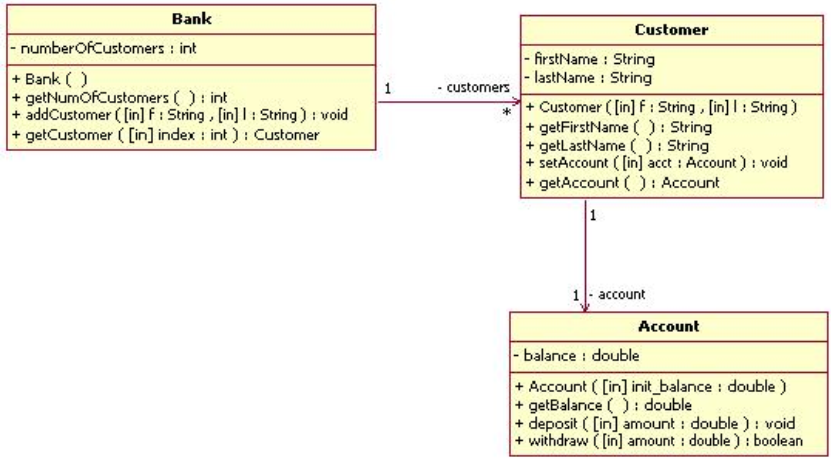 Bank
- numberOfCustomers : int
+ Bank ( )
+ getNumOfCustomers ( ) : int
+ addCustomer ( [in] f : String , [in] l : String ) : void
+ getCustomer ( [in] index : int ) : Customer
1
- customers
*
Customer
- firstName : String
- lastName : String
+ Customer ( [in] f : String , [in] l : String )
+ getFirstName ( ) : String
+ getLastName ( ) : String
+ setAccount ( [in] acct : Account ) : void
+ getAccount ( ) : Account
1
1 - account
Account
- balance : double
+ Account ( [in] init_balance : double )
+ getBalance ( ) : double
+ deposit ( [in] amount : double ) : void
+ withdraw ( [in] amount : double ) : boolean